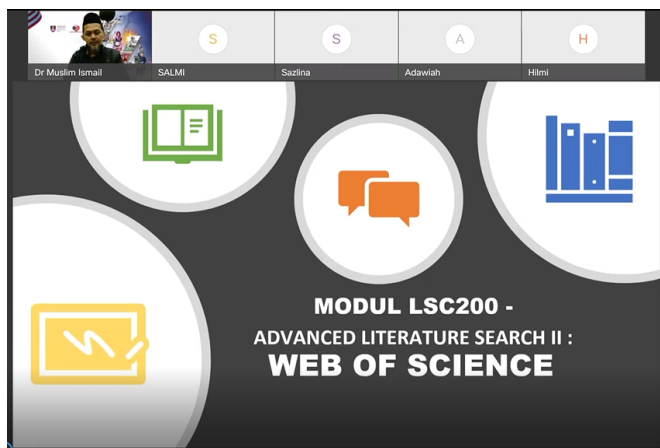 S
S
A
H
Dr Muslim Ismail
SALMI
Sazlina
Adawiah
Hilmi
MODUL LSC200 -
ADVANCED LITERATURE SEARCH II :
WEB OF SCIENCE